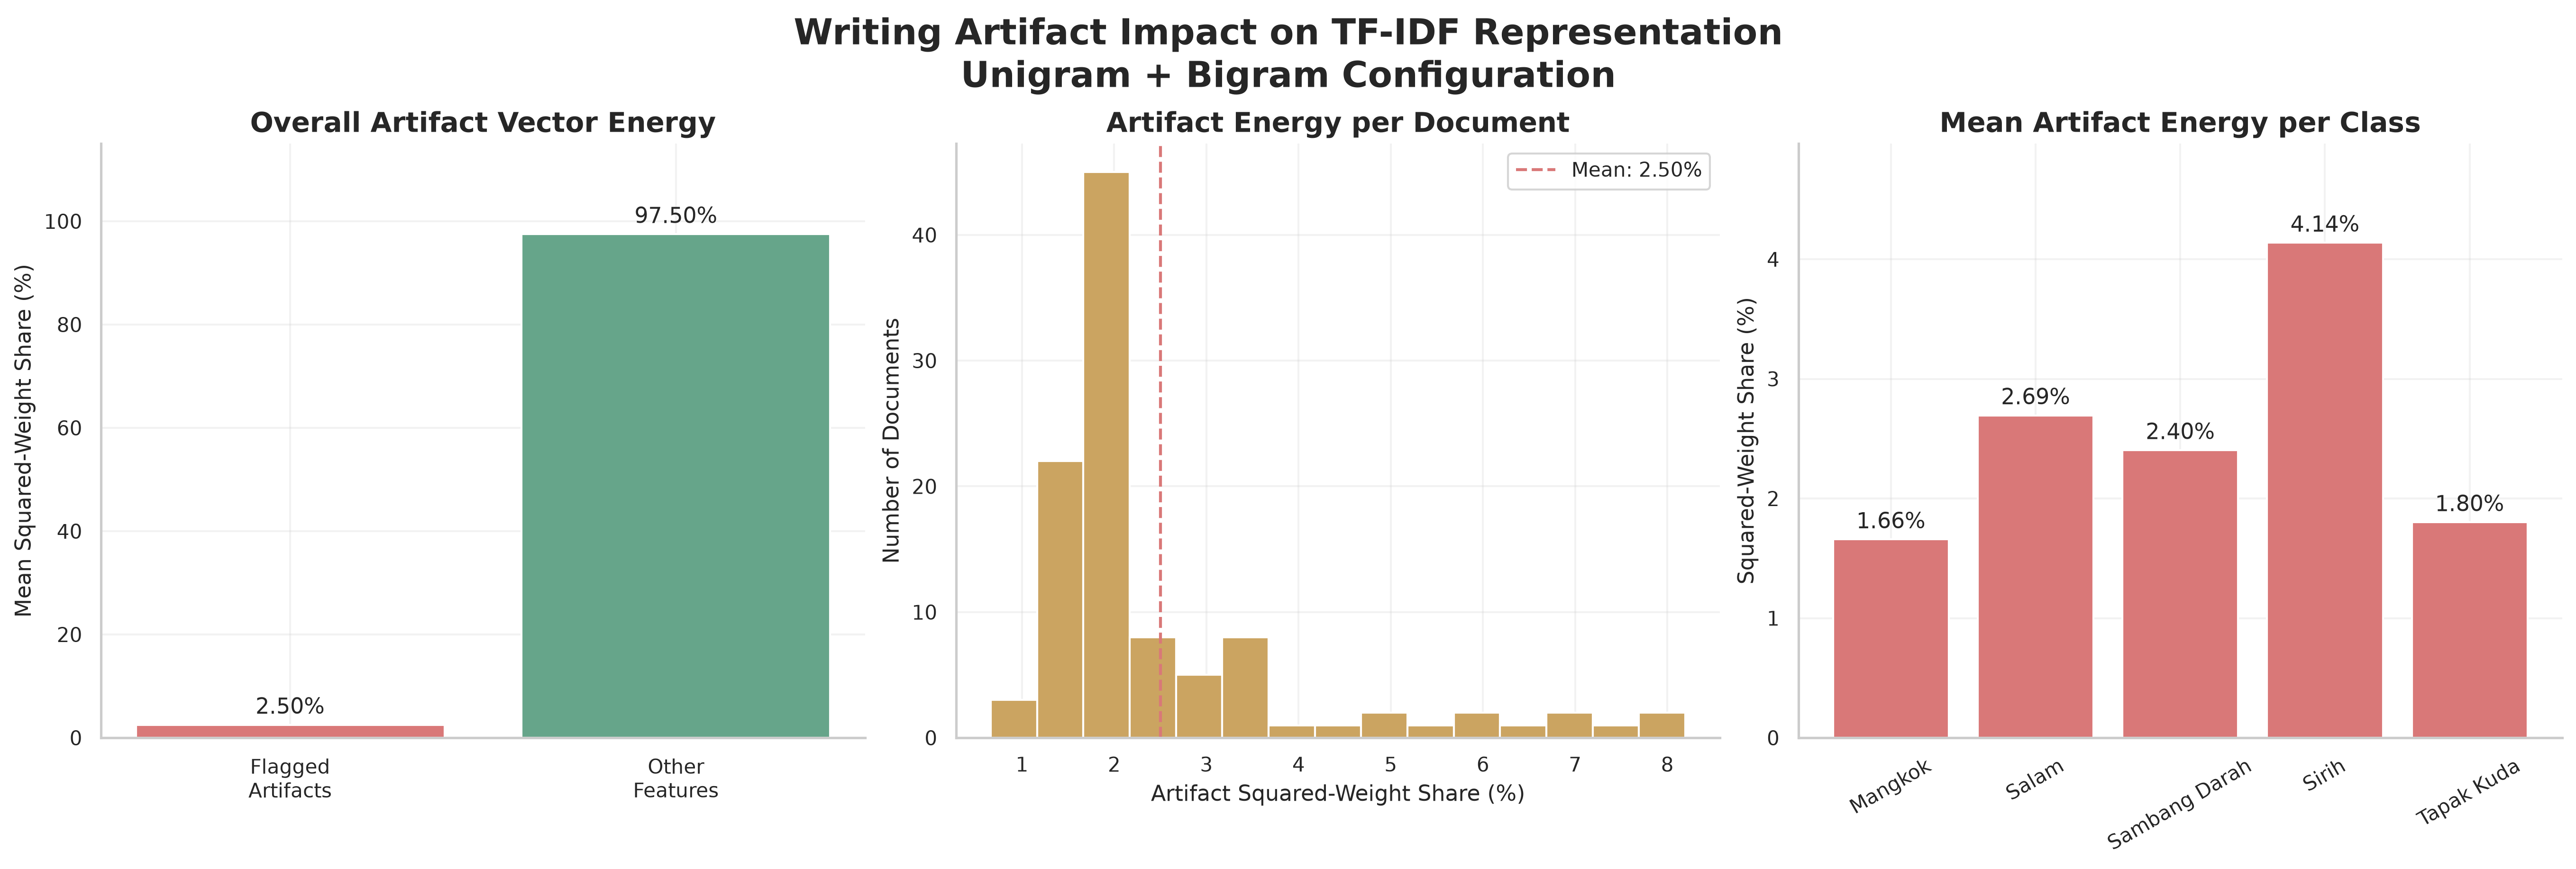 Writing Artifact Impact on TF-IDF Representation
Unigram + Bigram Configuration
Overall Artifact Vector Energy
Mean Squared-Weight Share (%)
100
80
60
40
20
0
2.50%
97.50%
Flagged
Artifacts
Other
Features
Artifact Energy per Document
Number of Documents
40
30
20
10
0
Mean: 2.50%
1 2 3 4 5 6 7 8
Artifact Squared-Weight Share (%)
Mean Artifact Energy per Class
Squared-Weight Share (%)
4
3
2
1
0
1.66%
2.69%
2.40%
4.14%
1.80%
Mangkok
Salam
Sambang Darah
Sirih
Tapak Kuda